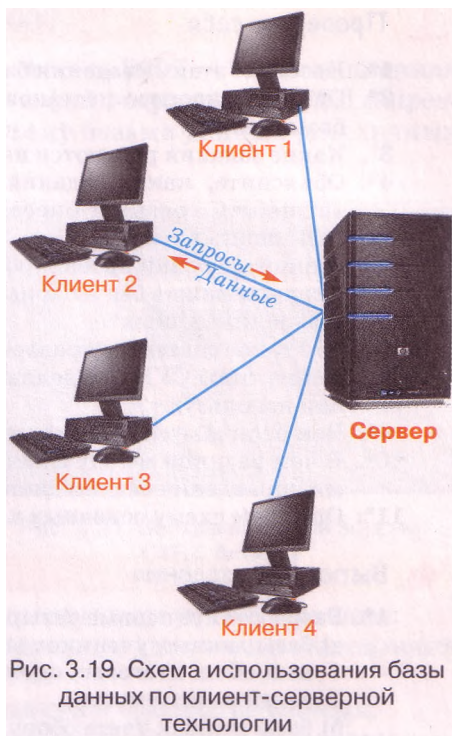 Клиент 1
Клиент 2
Запросы
Данные
Клиент 3
Сервер
Клиент 4
Рис. 3.19. Схема использования базы
данных по клиент-серверной
технологии